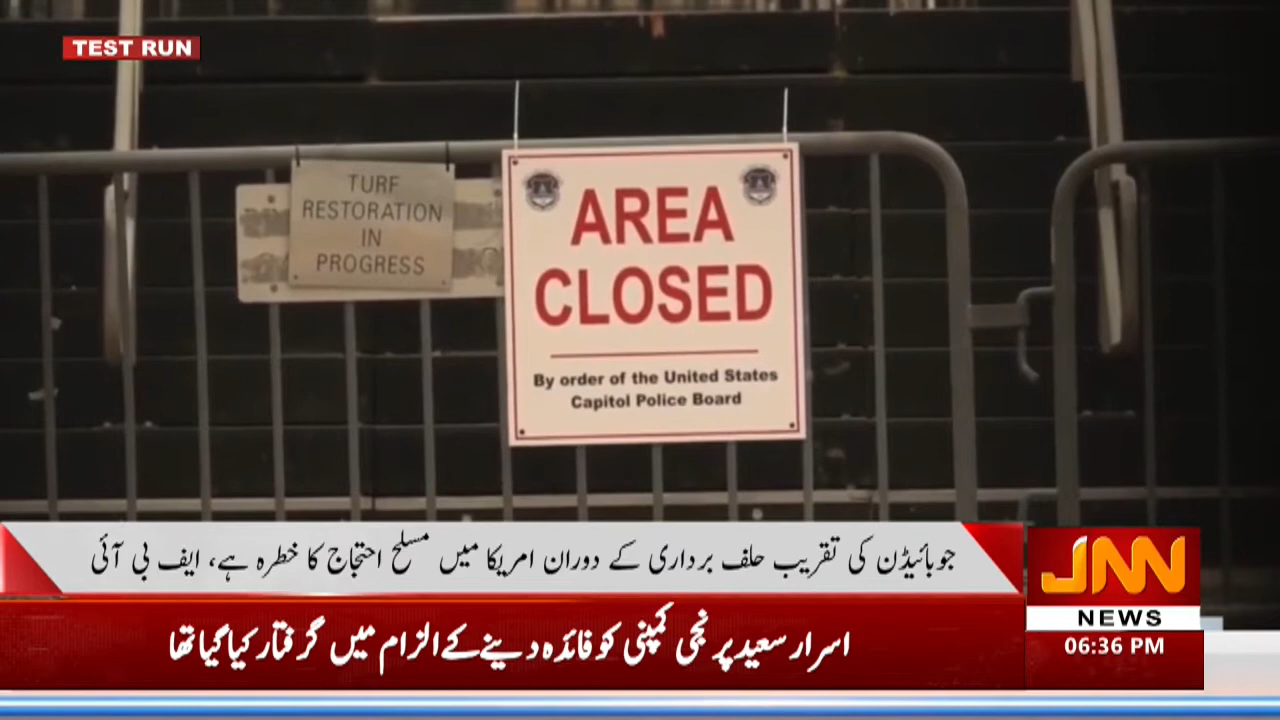 TEST RUN
TURF
RESTORATION
IN
PROGRESS
AREA
CLOSED
By order of the United States
Capitol Police Board
جوبائیڈن کی تقریب حلف برداری کے دوران امریکا میں مسلح احتجاج کا خطرہ ہے، ایف بی آئی
اسرار سعید پر نجی کمپنی کو فائدہ دینے کے الزام میں گرفتار کیا گیا تھا
JNN
NEWS
06:36 PM